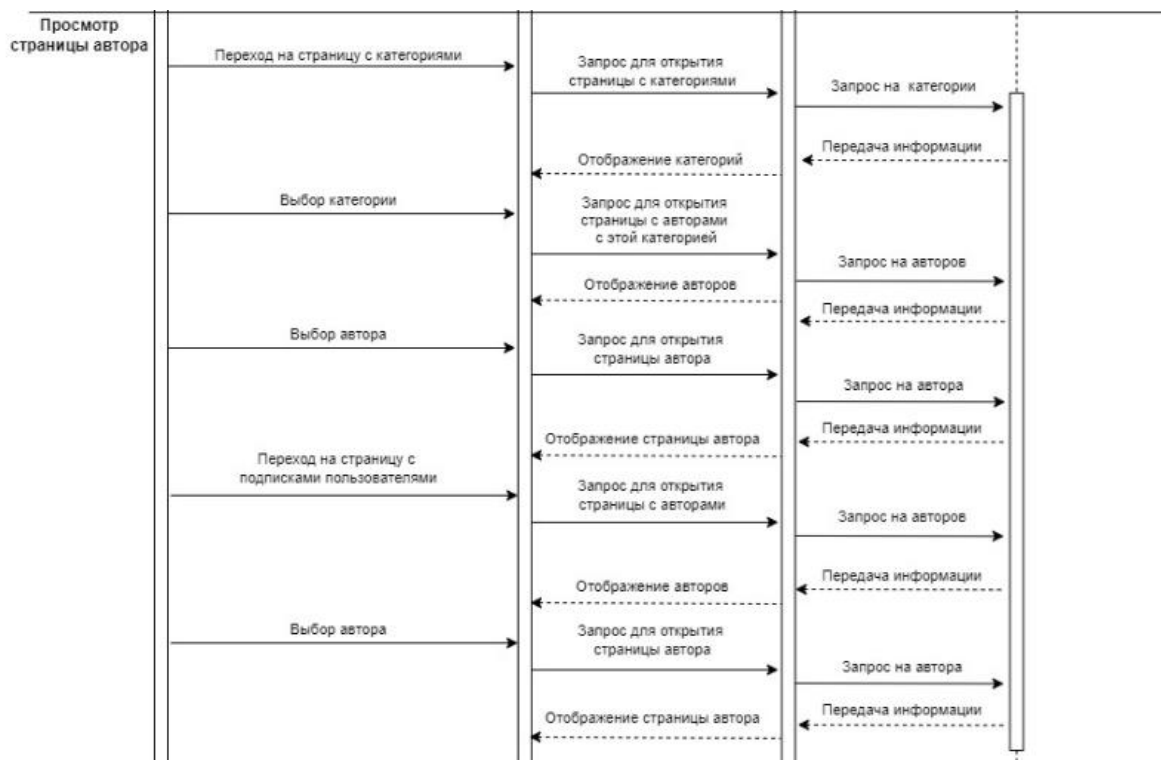 Просмотр
страницы автора
Переход на страницу с категориями
Запрос для открытия
страницы с категориями
Запрос на  категории
Передача информации
Отображение категорий
Выбор категории
Запрос для открытия
страницы с авторами
с этой категорией
Запрос на авторов
Отображение авторов
Передача информации
Выбор автора
Запрос для открытия
страницы автора
Запрос на автора
Передача информации
Отображение страницы автора
Переход на страницу с
подписками пользователями
Запрос для открытия
страницы с авторами
Запрос на авторов
Передача информации
Отображение авторов
Выбор автора
Запрос для открытия
страницы автора
Запрос на автора
Передача информации
Отображение страницы автора